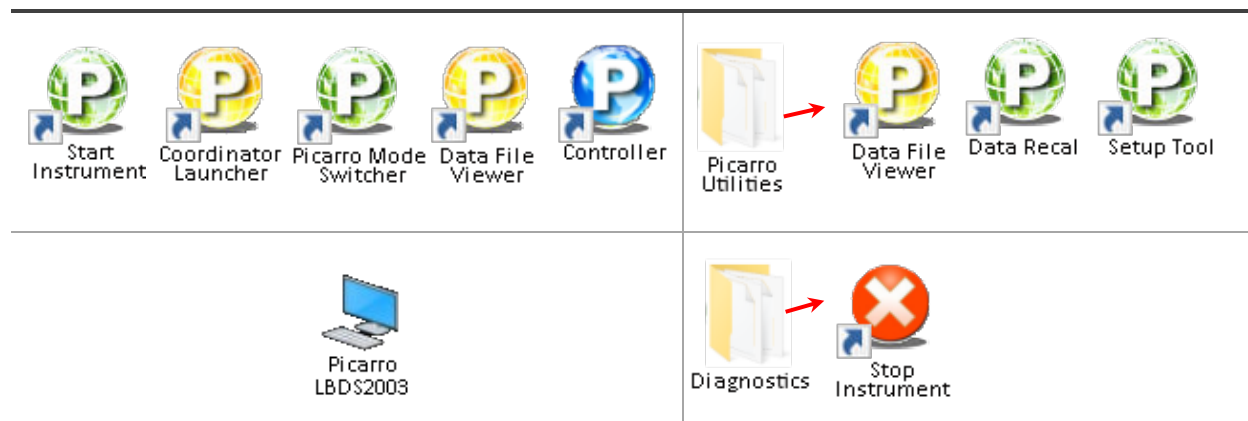 P
P
P
P
P
Start
Instrument
Coordinator
Launcher
Picarro Mode
Switcher
Data File
Viewer
Controller
Picarro
Utilities
P
P
P
Data File
Viewer
Data Recal
Setup Tool
Picarro
LBDS2003
Diagnostics
Stop
Instrument